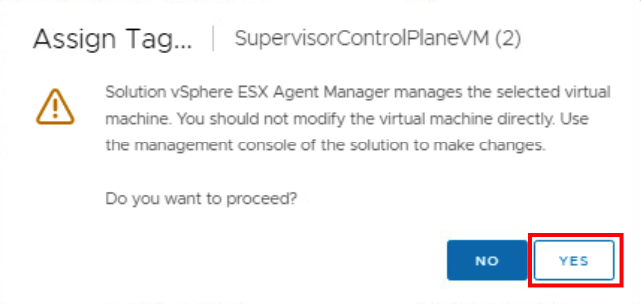 Assign Tag... SupervisorControlPlaneVM (2)
Solution vSphere ESX Agent Manager manages the selected virtual
machine. You should not modify the virtual machine directly. Use
the management console of the solution to make changes.
Do you want to proceed?
NO YES